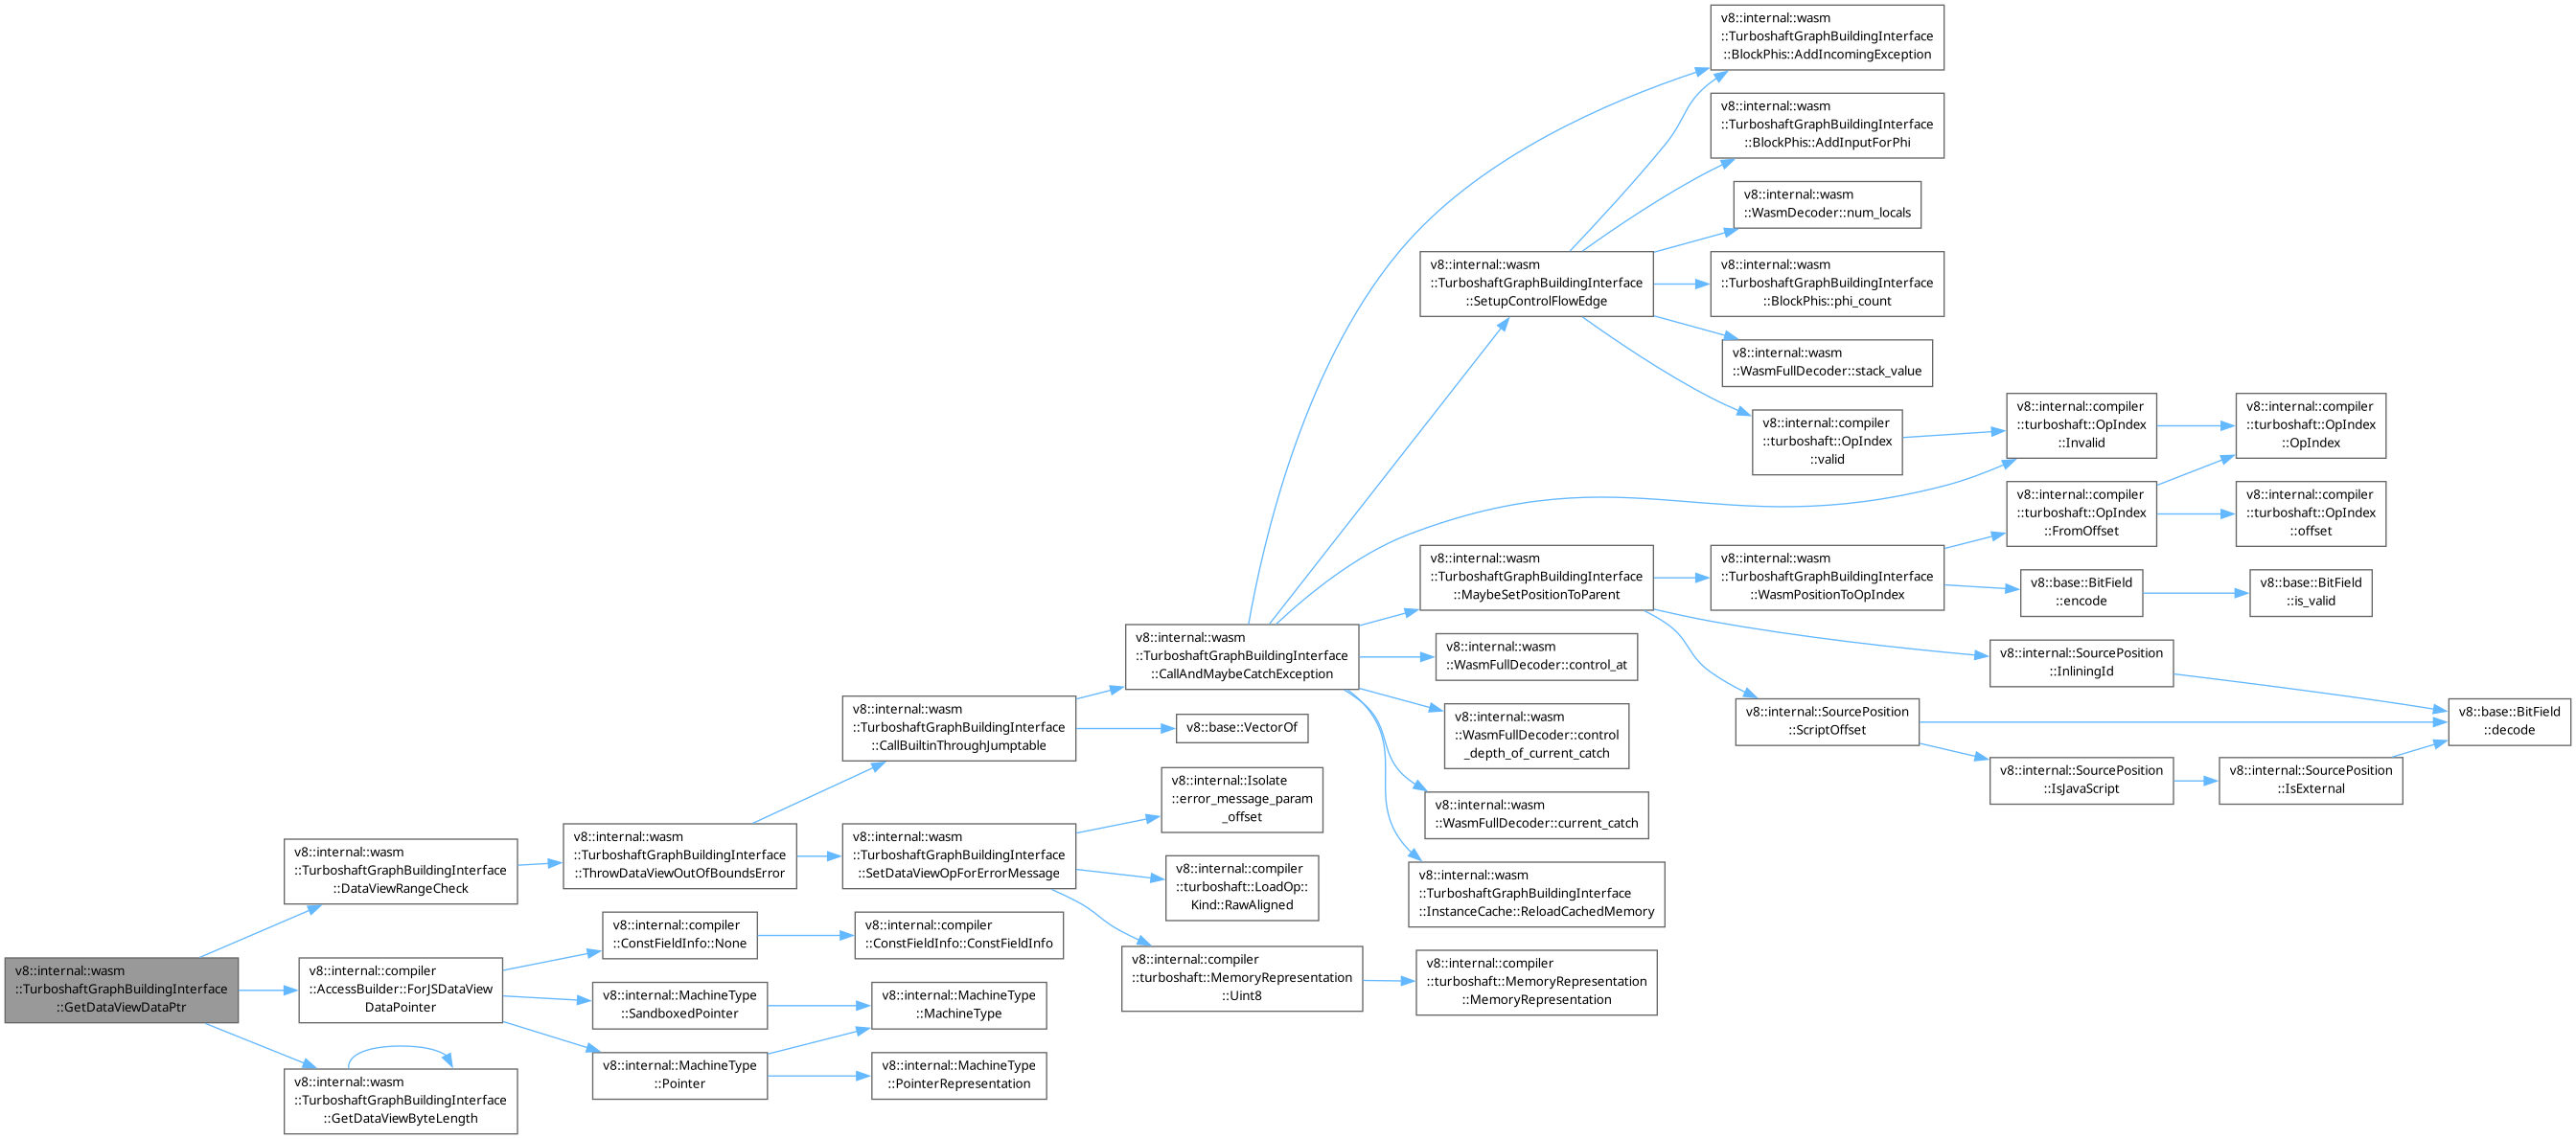 v8::internal::wasm
::TurboshaftGraphBuildingInterface
::GetDataViewDataPtr
v8::internal::wasm
::TurboshaftGraphBuildingInterface
::DataViewRangeCheck
v8::internal::compiler
::AccessBuilder::ForJSDataView
DataPointer
v8::internal::wasm
::TurboshaftGraphBuildingInterface
::GetDataViewByteLength
v8::internal::wasm
::TurboshaftGraphBuildingInterface
::ThrowDataViewOutOfBoundsError
v8::internal::compiler
::ConstFieldInfo::None
v8::internal::MachineType
::SandboxedPointer
v8::internal::MachineType
::Pointer
v8::internal::wasm
::TurboshaftGraphBuildingInterface
::CallBuiltinThroughJumptable
v8::internal::wasm
::TurboshaftGraphBuildingInterface
::SetDataViewOpForErrorMessage
v8::internal::compiler
::ConstFieldInfo::ConstFieldInfo
v8::internal::MachineType
::MachineType
v8::internal::MachineType
::PointerRepresentation
v8::internal::wasm
::TurboshaftGraphBuildingInterface
::CallAndMaybeCatchException
v8::base::VectorOf
v8::internal::Isolate
::error_message_param
_offset
v8::internal::compiler
::turboshaft::LoadOp::
Kind::RawAligned
v8::internal::compiler
::turboshaft::MemoryRepresentation
::Uint8
v8::internal::wasm
::TurboshaftGraphBuildingInterface
::SetupControlFlowEdge
v8::internal::wasm
::TurboshaftGraphBuildingInterface
::MaybeSetPositionToParent
v8::internal::wasm
::WasmFullDecoder::control_at
v8::internal::wasm
::WasmFullDecoder::control
_depth_of_current_catch
v8::internal::wasm
::WasmFullDecoder::current_catch
v8::internal::wasm
::TurboshaftGraphBuildingInterface
::InstanceCache::ReloadCachedMemory
v8::internal::compiler
::turboshaft::MemoryRepresentation
::MemoryRepresentation
v8::internal::wasm
::TurboshaftGraphBuildingInterface
::BlockPhis::AddIncomingException
v8::internal::wasm
::TurboshaftGraphBuildingInterface
::BlockPhis::AddInputForPhi
v8::internal::wasm
::WasmDecoder::num_locals
v8::internal::wasm
::TurboshaftGraphBuildingInterface
::BlockPhis::phi_count
v8::internal::wasm
::WasmFullDecoder::stack_value
v8::internal::compiler
::turboshaft::OpIndex
::valid
v8::internal::wasm
::TurboshaftGraphBuildingInterface
::WasmPositionToOpIndex
v8::internal::SourcePosition
::ScriptOffset
v8::internal::compiler
::turboshaft::OpIndex
::Invalid
v8::internal::compiler
::turboshaft::OpIndex
::FromOffset
v8::base::BitField
::encode
v8::internal::SourcePosition
::InliningId
v8::internal::SourcePosition
::IsJavaScript
v8::internal::compiler
::turboshaft::OpIndex
::OpIndex
v8::internal::compiler
::turboshaft::OpIndex
::offset
v8::base::BitField
::is_valid
v8::internal::SourcePosition
::IsExternal
v8::base::BitField
::decode